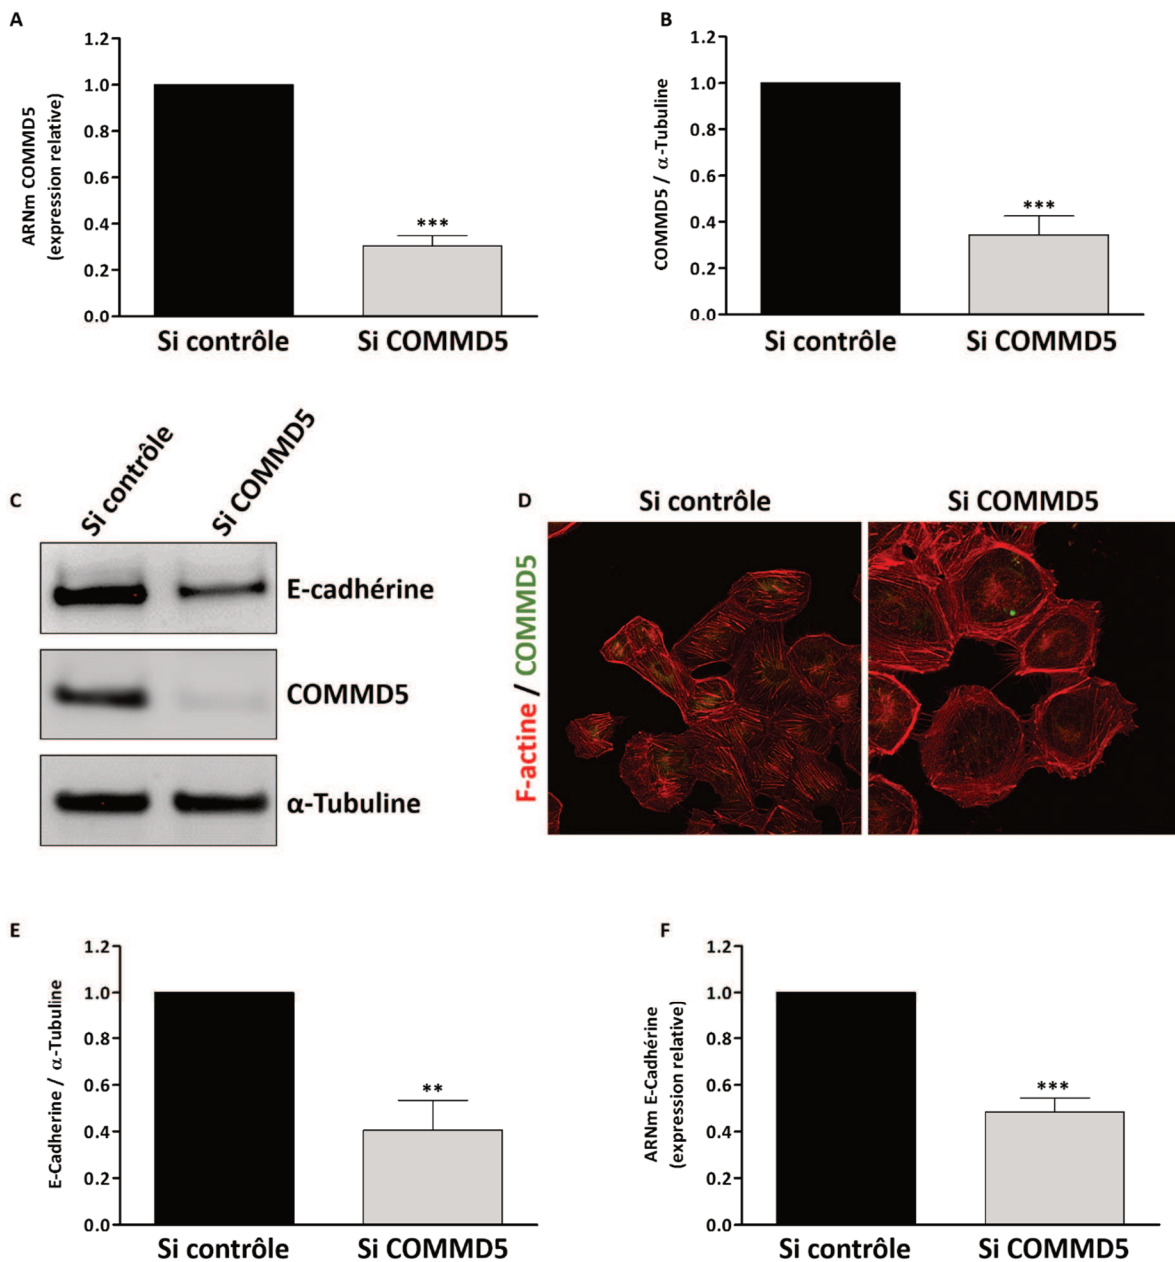 A
1.2
1.0
0.8
0.6
0.4
0.2
0.0
ARNm COMMD5
(expression relative)
***
Si contrôle
Si COMMD5
B
1.2
1.0
0.8
0.6
0.4
0.2
0.0
COMMD5 / α-Tubuline
***
Si contrôle
Si COMMD5
C
Si contrôle
Si COMMD5
E-cadhérine
COMMD5
α-Tubuline
D
Si contrôle
Si COMMD5
F-actine / COMMD5
E
1.2
1.0
0.8
0.6
0.4
0.2
0.0
E-Cadherine / α-Tubuline
**
Si contrôle
Si COMMD5
F
1.2
1.0
0.8
0.6
0.4
0.2
0.0
ARNm E-Cadhérine
(expression relative)
***
Si contrôle
Si COMMD5